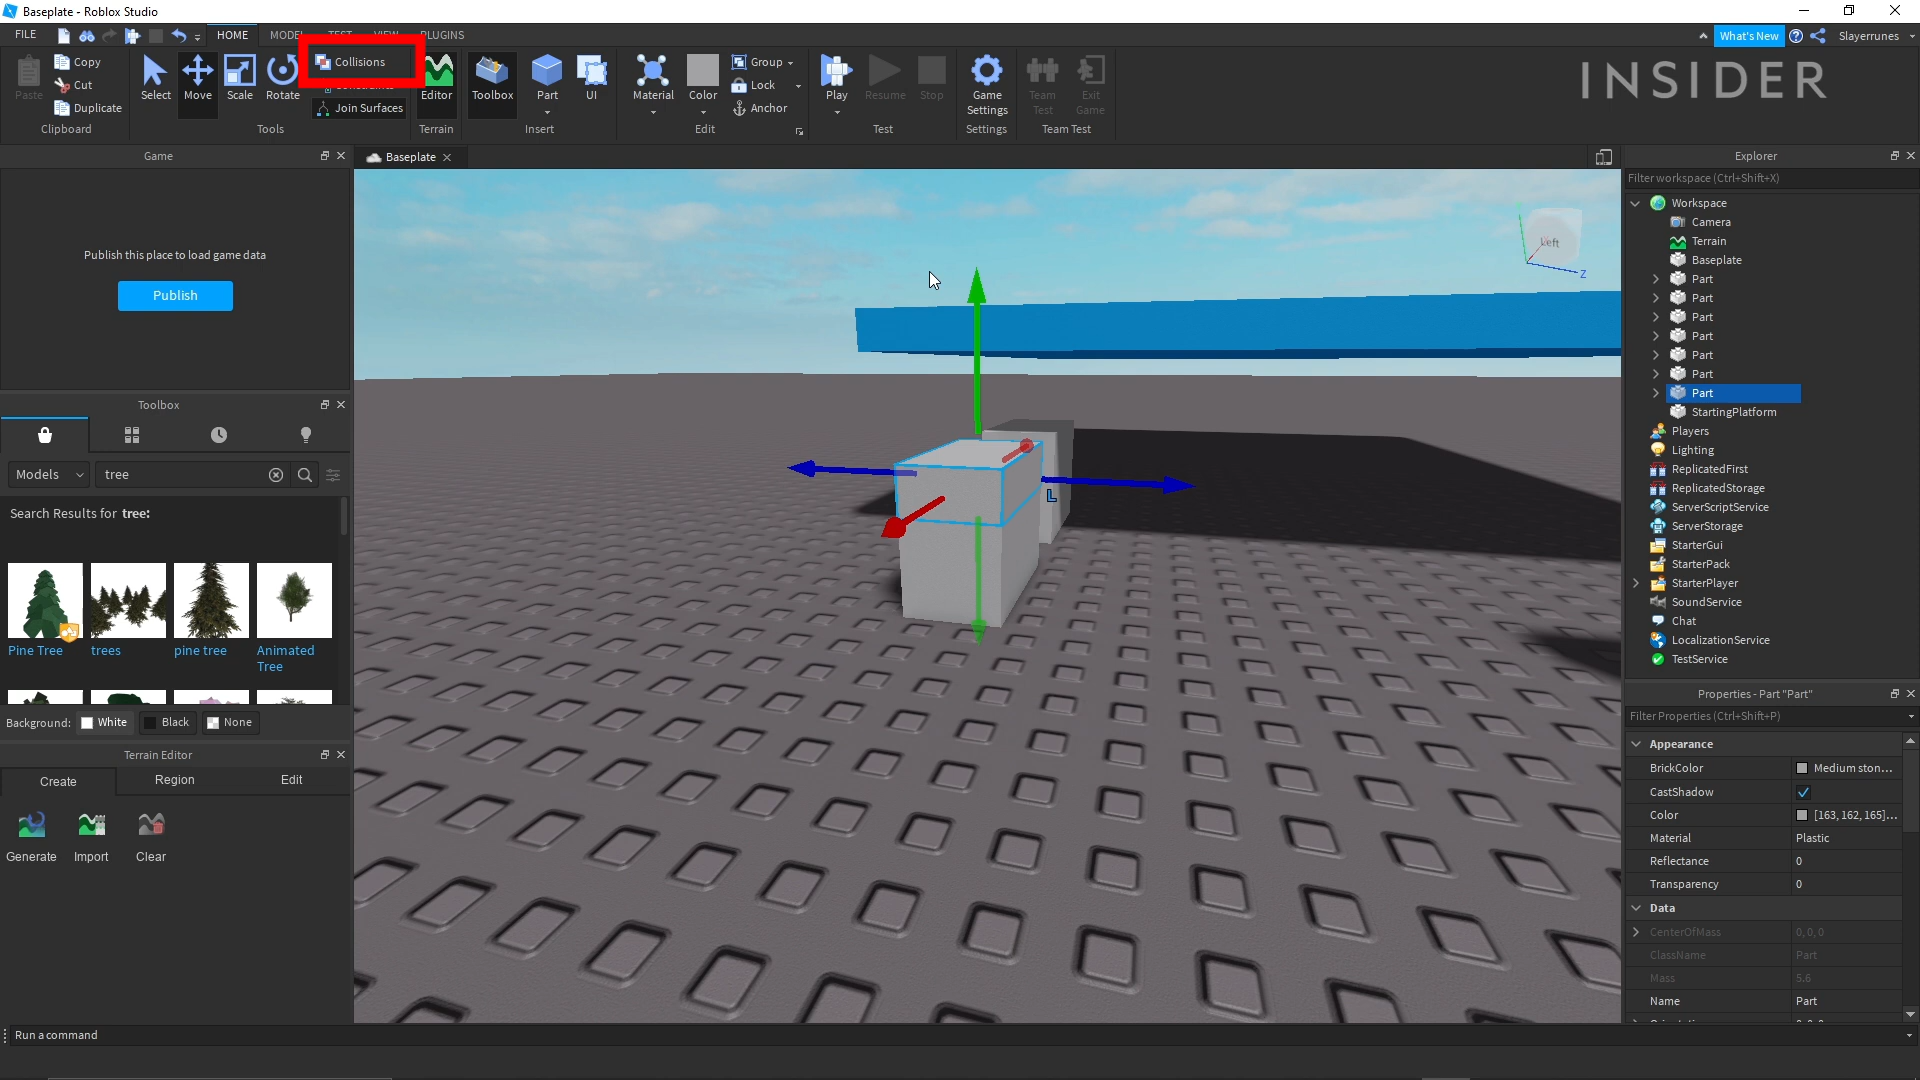 Baseplate - Roblox Studio
FILE
HOME
MODEL
TEST
VIEW
PLUGINS
What's New
Slayerrunes
Paste
Copy
Cut
Duplicate
Clipboard
Select
Move
Scale
Rotate
Collisions
Constraints
Join Surfaces
Tools
Editor
Terrain
Toolbox
Part
UI
Insert
Material
Color
Group
Lock
Anchor
Edit
Play
Resume
Stop
Test
Game
Settings
Settings
Team
Test
Exit
Game
Team Test
INSIDER
Game
Publish this place to load game data
Publish
Toolbox
Models
tree
Search Results for tree:
Pine Tree
trees
pine tree
Animated
Tree
Background:
White
Black
None
Terrain Editor
Create
Region
Edit
Generate
Import
Clear
Baseplate
Left
Z
L
Explorer
Filter workspace (Ctrl+Shift+X)
Workspace
Camera
Terrain
Baseplate
Part
Part
Part
Part
Part
Part
Part
StartingPlatform
Players
Lighting
ReplicatedFirst
ReplicatedStorage
ServerScriptService
ServerStorage
StarterGui
StarterPack
StarterPlayer
SoundService
Chat
LocalizationService
TestService
Properties - Part "Part"
Filter Properties (Ctrl+Shift+P)
Appearance
BrickColor Medium ston...
CastShadow
Color [163, 162, 165]...
Material Plastic
Reflectance 0
Transparency 0
Data
CenterOfMass 0, 0, 0
ClassName Part
Mass 5.6
Name Part
Run a command